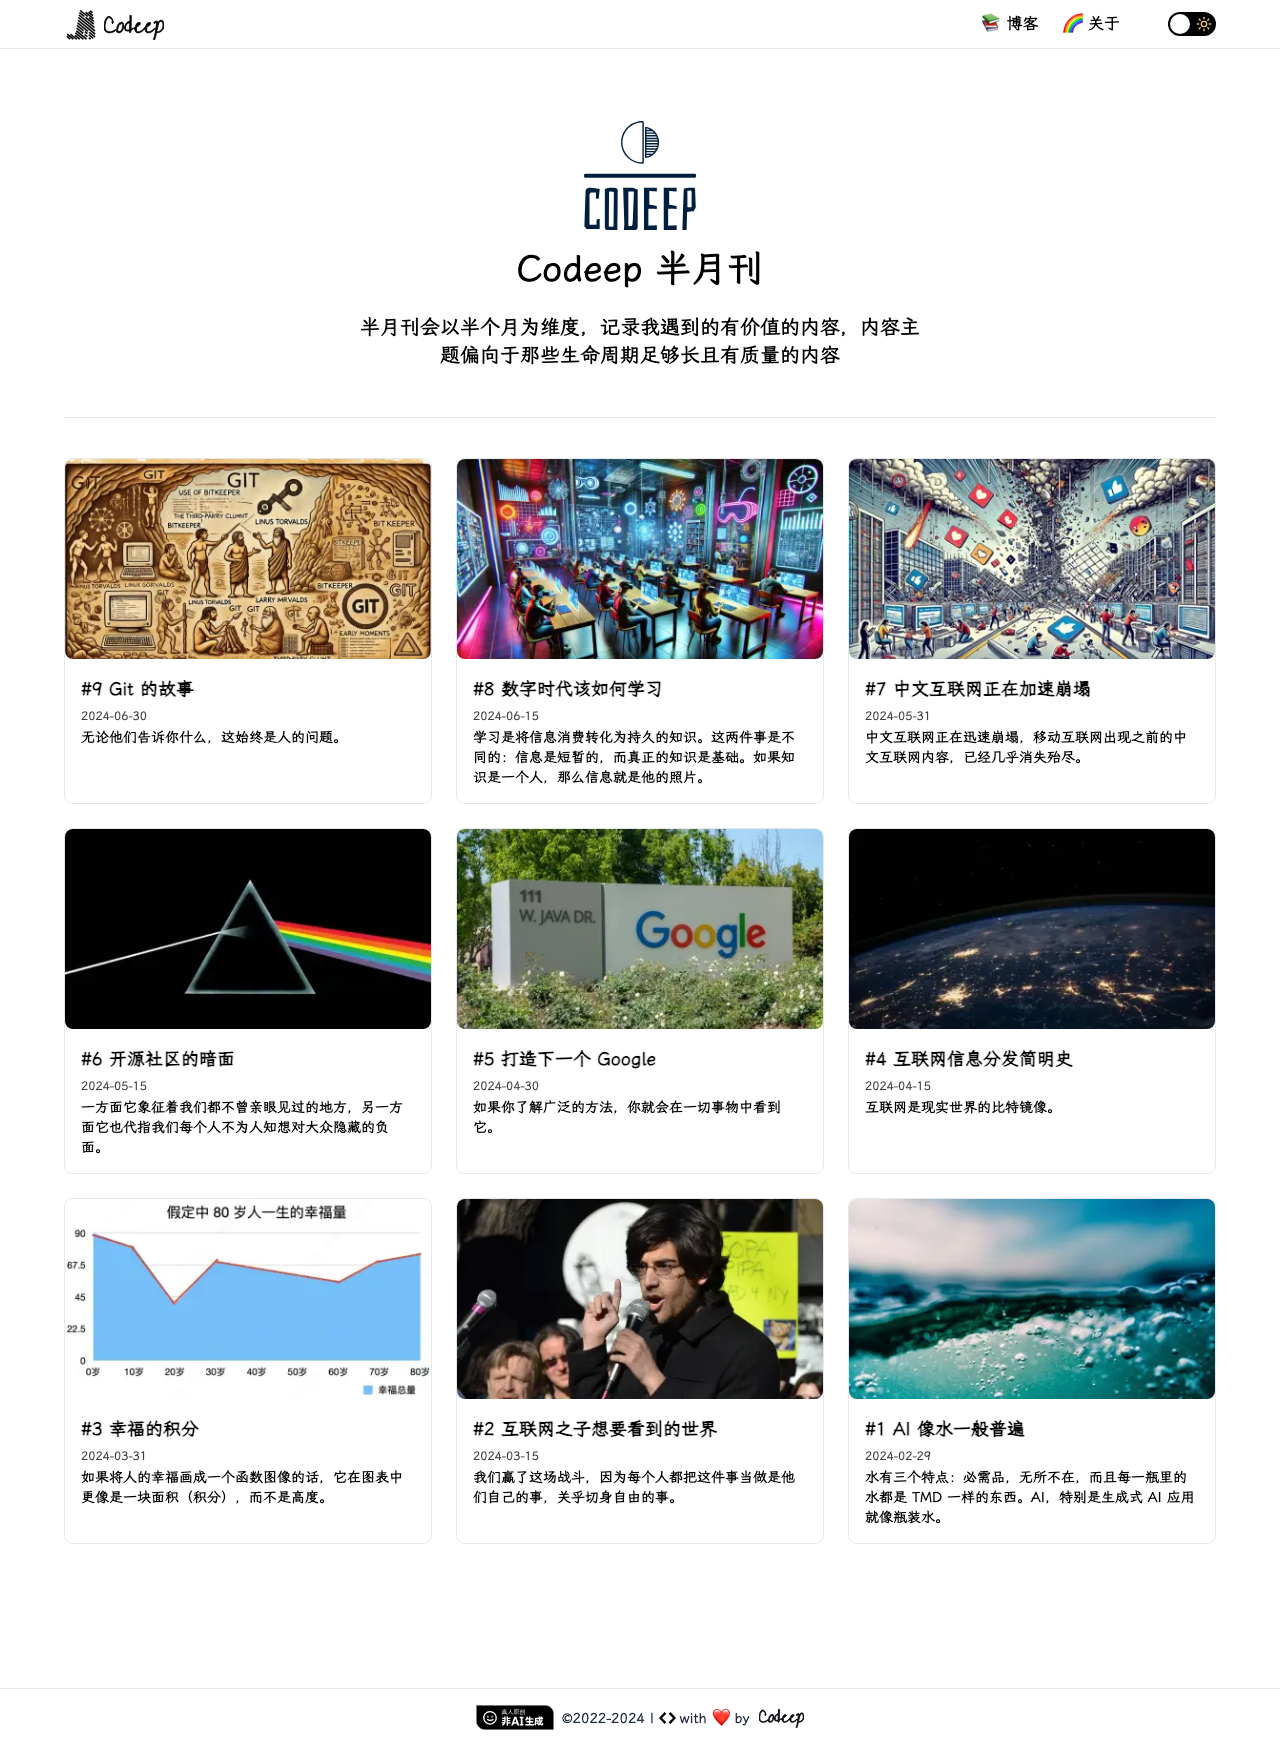 Codeep
📚 博客
🌈 关于
CODEEP
Codeep 半月刊
半月刊会以半个月为维度，记录我遇到的有价值的内容，内容主
题偏向于那些生命周期足够长且有质量的内容
GIT
GIT
GIT
USE OF BITKEEPER
LINUS TORVALDS
BITKEEPER
BIT KEEPER
LINUS TORVALDS
BITKEEPER
LARRY MRVALDS
GIT
GIT
GIT
GIT
EARLY MOMENTS
#9 Git 的故事
2024-06-30
无论他们告诉你什么，这始终是人的问题。
#8 数字时代该如何学习
2024-06-15
学习是将信息消费转化为持久的知识。这两件事是不
同的：信息是短暂的，而真正的知识是基础。如果知
识是一个人，那么信息就是他的照片。
#7 中文互联网正在加速崩塌
2024-05-31
中文互联网正在迅速崩塌，移动互联网出现之前的中
文互联网内容，已经几乎消失殆尽。
#6 开源社区的暗面
2024-05-15
一方面它象征着我们都不曾亲眼见过的地方，另一方
面它也代指我们每个人不为人知想对大众隐藏的负
面。
111
W. JAVA DR.
Google
#5 打造下一个 Google
2024-04-30
如果你了解广泛的方法，你就会在一切事物中看到
它。
#4 互联网信息分发简明史
2024-04-15
互联网是现实世界的比特镜像。
假定中 80 岁人一生的幸福量
90
67.5
45
22.5
0
0岁 10岁 20岁 30岁 40岁 50岁 60岁 70岁 80岁
幸福总量
#3 幸福的积分
2024-03-31
如果将人的幸福画成一个函数图像的话，它在图表中
更像是一块面积（积分），而不是高度。
#2 互联网之子想要看到的世界
2024-03-15
我们赢了这场战斗，因为每个人都把这件事当做是他
们自己的事，关乎切身自由的事。
#1 AI 像水一般普遍
2024-02-29
水有三个特点：必需品，无所不在，而且每一瓶里的
水都是 TMD 一样的东西。AI，特别是生成式 AI 应用
就像瓶装水。
真人原创
非AI生成
©2022-2024 | <> with ❤️ by Codeep